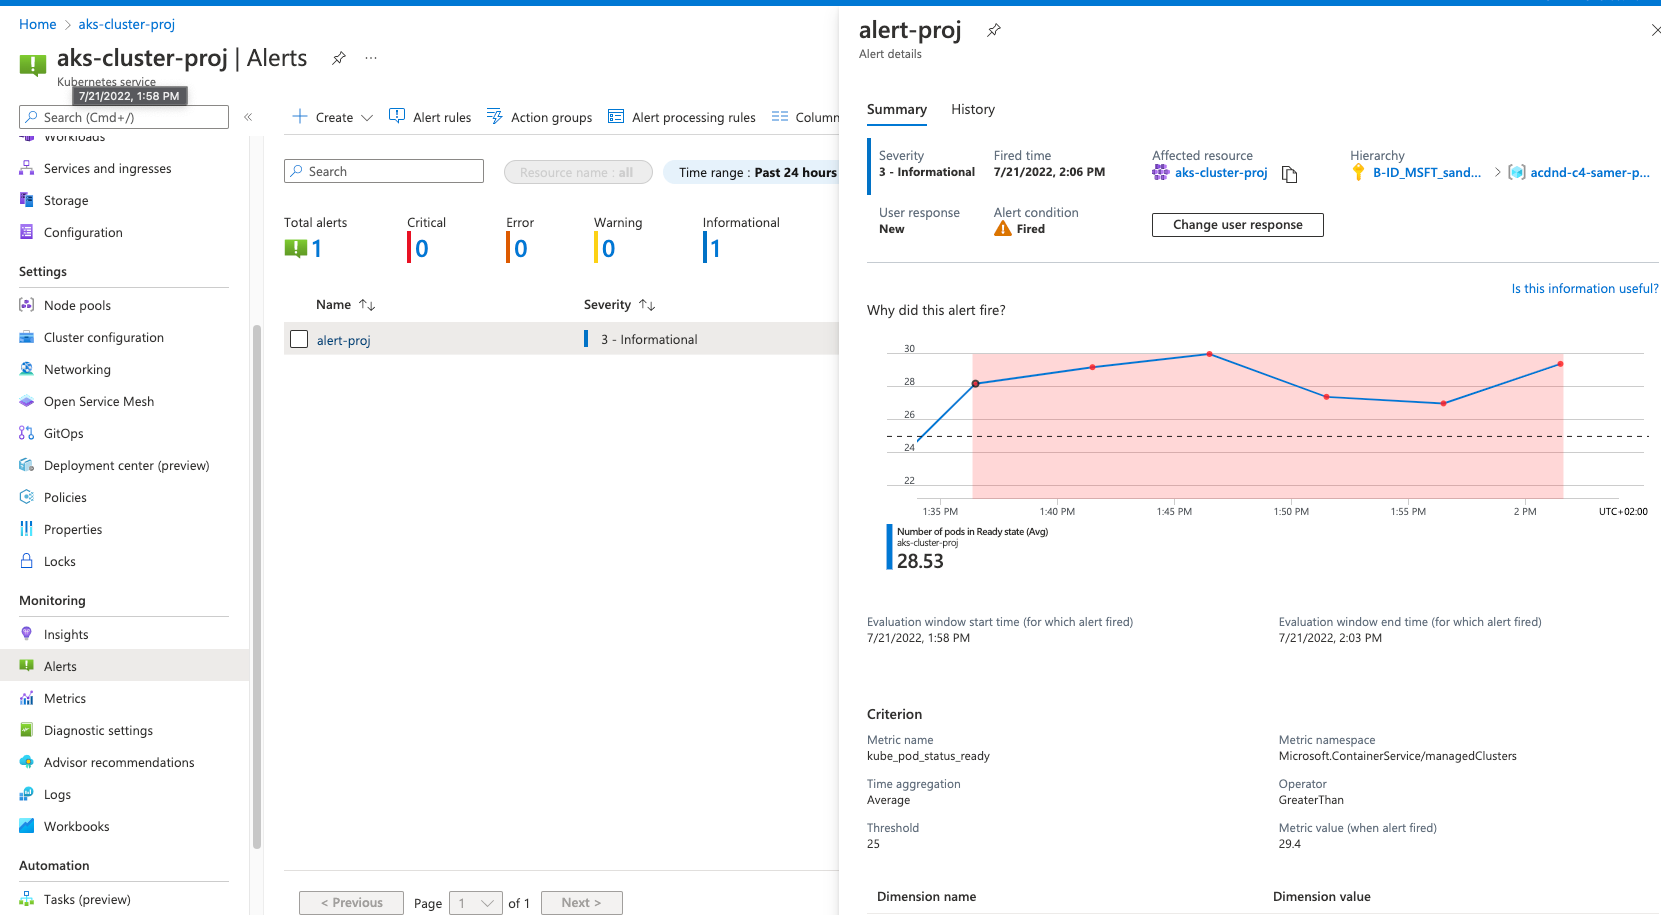 Home > aks-cluster-proj
aks-cluster-proj | Alerts
Kubernetes service
7/21/2022, 1:58 PM
Search (Cmd+/)
«
Workloads
Services and ingresses
Storage
Configuration
Settings
Node pools
Cluster configuration
Networking
Open Service Mesh
GitOps
Deployment center (preview)
Policies
Properties
Locks
Monitoring
Insights
Alerts
Metrics
Diagnostic settings
Advisor recommendations
Logs
Workbooks
Automation
Tasks (preview)
Create
Alert rules
Action groups
Alert processing rules
Column
Search
Resource name : all
Time range : Past 24 hours
Total alerts
1
Critical
0
Error
0
Warning
0
Informational
1
Name ↑↓
Severity ↑↓
alert-proj
3 - Informational
< Previous
Page 1 of 1
Next >
alert-proj
Alert details
Summary
History
Severity
3 - Informational
Fired time
7/21/2022, 2:06 PM
Affected resource
aks-cluster-proj
Hierarchy
B-ID_MSFT_sand... > acdnd-c4-samer-p...
User response
New
Alert condition
Fired
Change user response
Is this information useful?
Why did this alert fire?
30
28
26
24
22
1:35 PM
1:40 PM
1:45 PM
1:50 PM
1:55 PM
2 PM
UTC+02:00
Number of pods in Ready state (Avg)
aks-cluster-proj
28.53
Evaluation window start time (for which alert fired)
7/21/2022, 1:58 PM
Evaluation window end time (for which alert fired)
7/21/2022, 2:03 PM
Criterion
Metric name
kube_pod_status_ready
Metric namespace
Microsoft.ContainerService/managedClusters
Time aggregation
Average
Operator
GreaterThan
Threshold
25
Metric value (when alert fired)
29.4
Dimension name
Dimension value